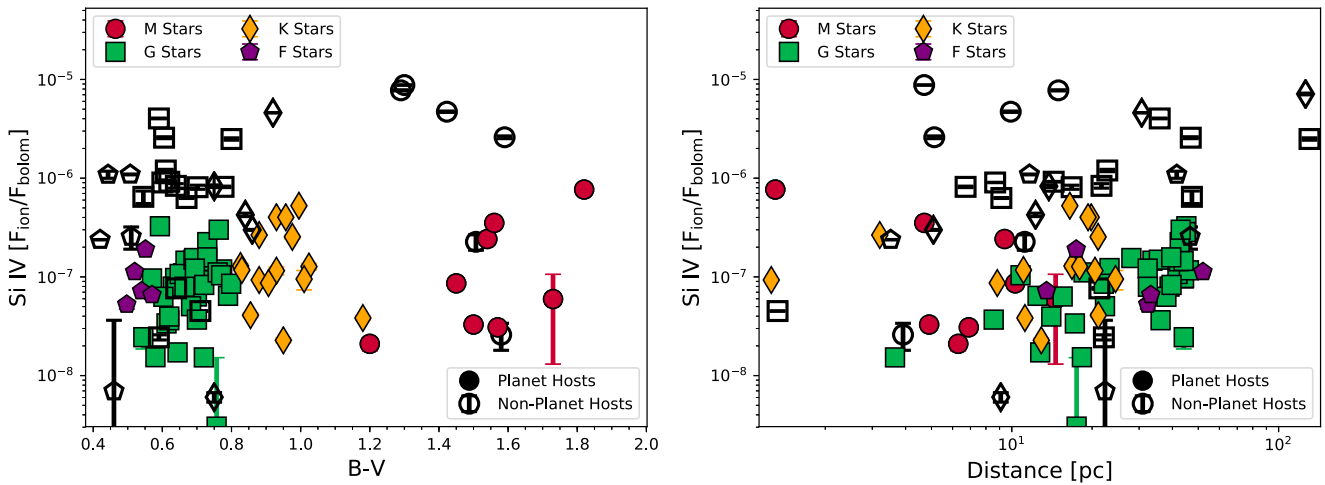 M Stars
K Stars
G Stars
F Stars
Si IV [F_ion/F_bolom]
10⁻⁵
10⁻⁶
10⁻⁷
10⁻⁸
Planet Hosts
Non-Planet Hosts
0.4 0.6 0.8 1.0 1.2 1.4 1.6 1.8 2.0
B-V
M Stars
K Stars
G Stars
F Stars
Si IV [F_ion/F_bolom]
10⁻⁵
10⁻⁶
10⁻⁷
10⁻⁸
Planet Hosts
Non-Planet Hosts
10¹ 10²
Distance [pc]